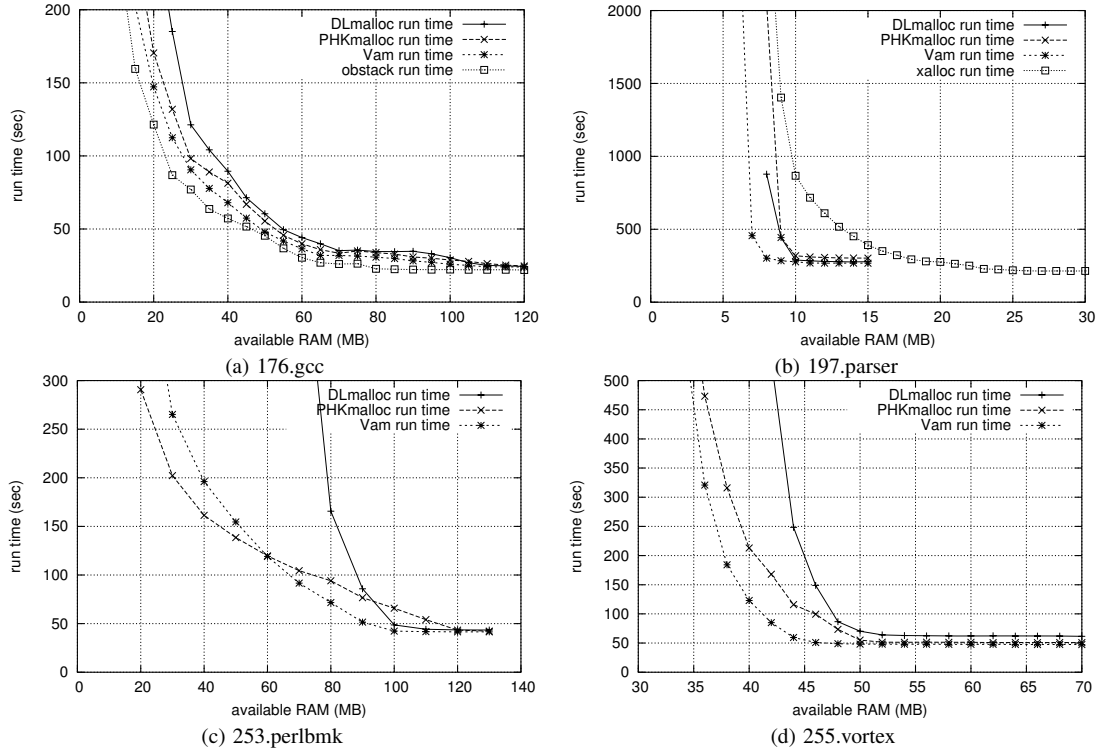 200
150
100
50
0
0
20
40
60
80
100
120
run time (sec)
available RAM (MB)
DLmalloc run time
PHKmalloc run time
Vam run time
obstack run time
(a) 176.gcc
2000
1500
1000
500
0
0
5
10
15
20
25
30
run time (sec)
available RAM (MB)
DLmalloc run time
PHKmalloc run time
Vam run time
xalloc run time
(b) 197.parser
300
250
200
150
100
50
0
0
20
40
60
80
100
120
140
run time (sec)
available RAM (MB)
DLmalloc run time
PHKmalloc run time
Vam run time
(c) 253.perlbmk
500
450
400
350
300
250
200
150
100
50
0
30
35
40
45
50
55
60
65
70
run time (sec)
available RAM (MB)
DLmalloc run time
PHKmalloc run time
Vam run time
(d) 255.vortex